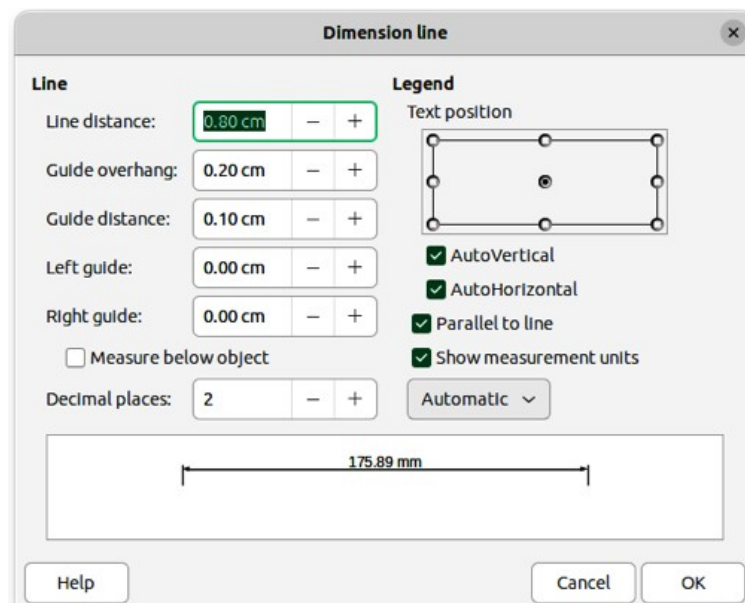 Dimension line
Line
Line distance: 0.80 cm
Guide overhang: 0.20 cm
Guide distance: 0.10 cm
Left guide: 0.00 cm
Right guide: 0.00 cm
Measure below object
Decimal places: 2
Legend
Text position
AutoVertical
AutoHorizontal
Parallel to line
Show measurement units
Automatic
175.89 mm
Help
Cancel
OK